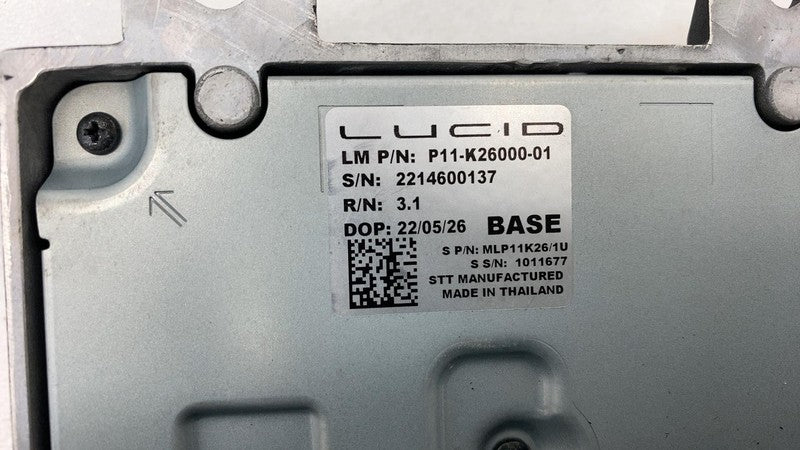 LUCID
LM P/N: P11-K26000-01
S/N: 2214600137
R/N: 3.1
DOP: 22/05/26 BASE
S P/N: MLP11K26/1U
S S/N: 1011677
STT MANUFACTURED
MADE IN THAILAND